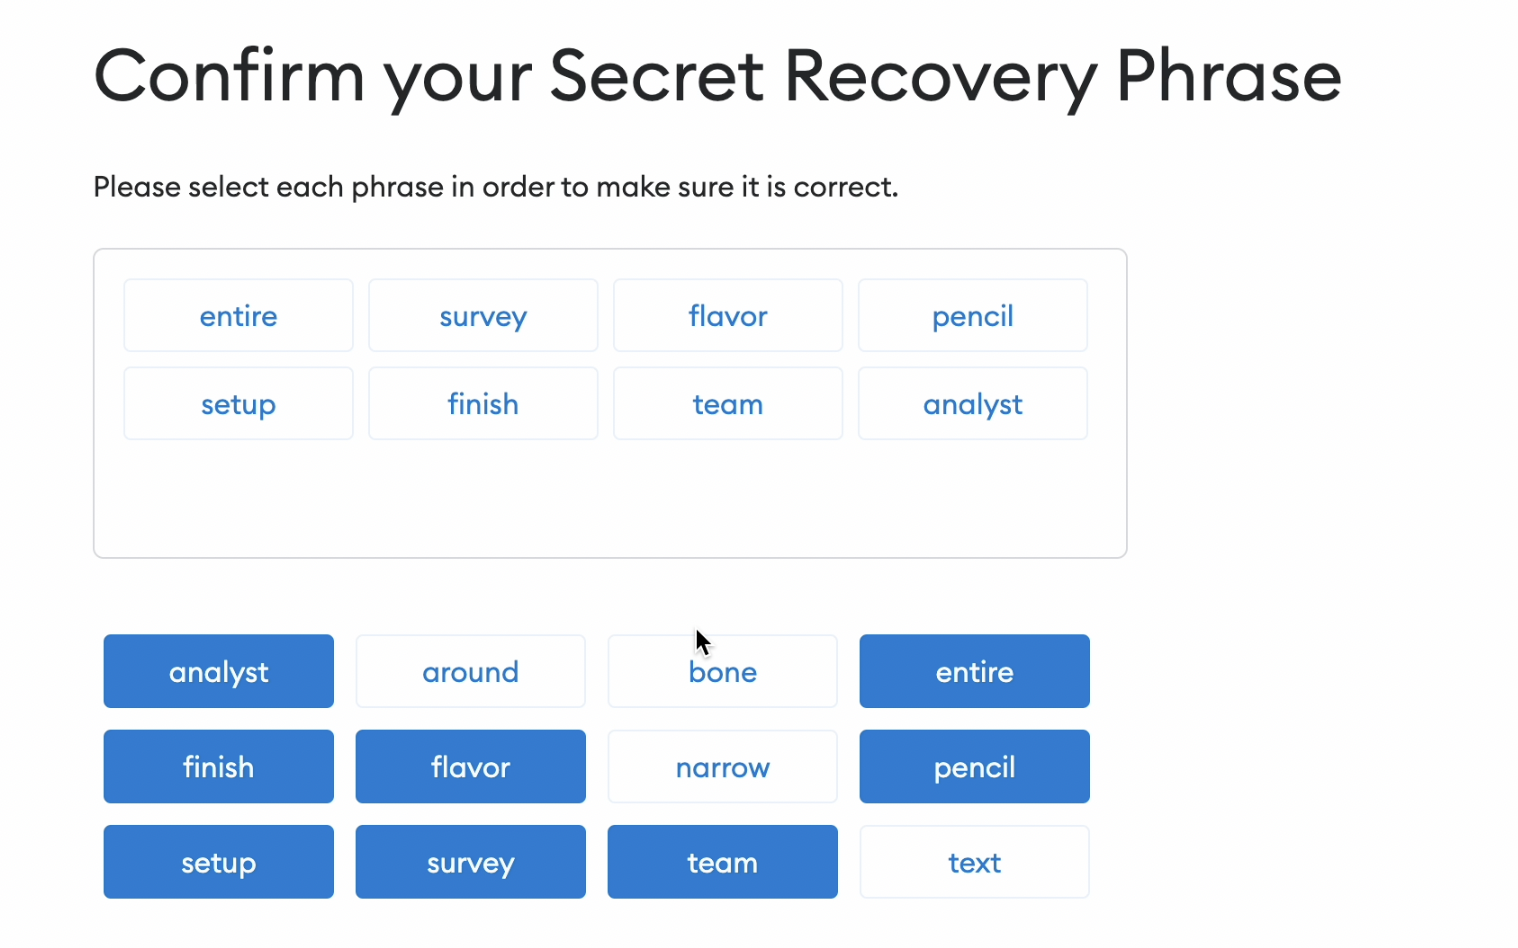 Confirm your Secret Recovery Phrase
Please select each phrase in order to make sure it is correct.
entire survey flavor pencil
setup finish team analyst
analyst around bone entire
finish flavor narrow pencil
setup survey team text